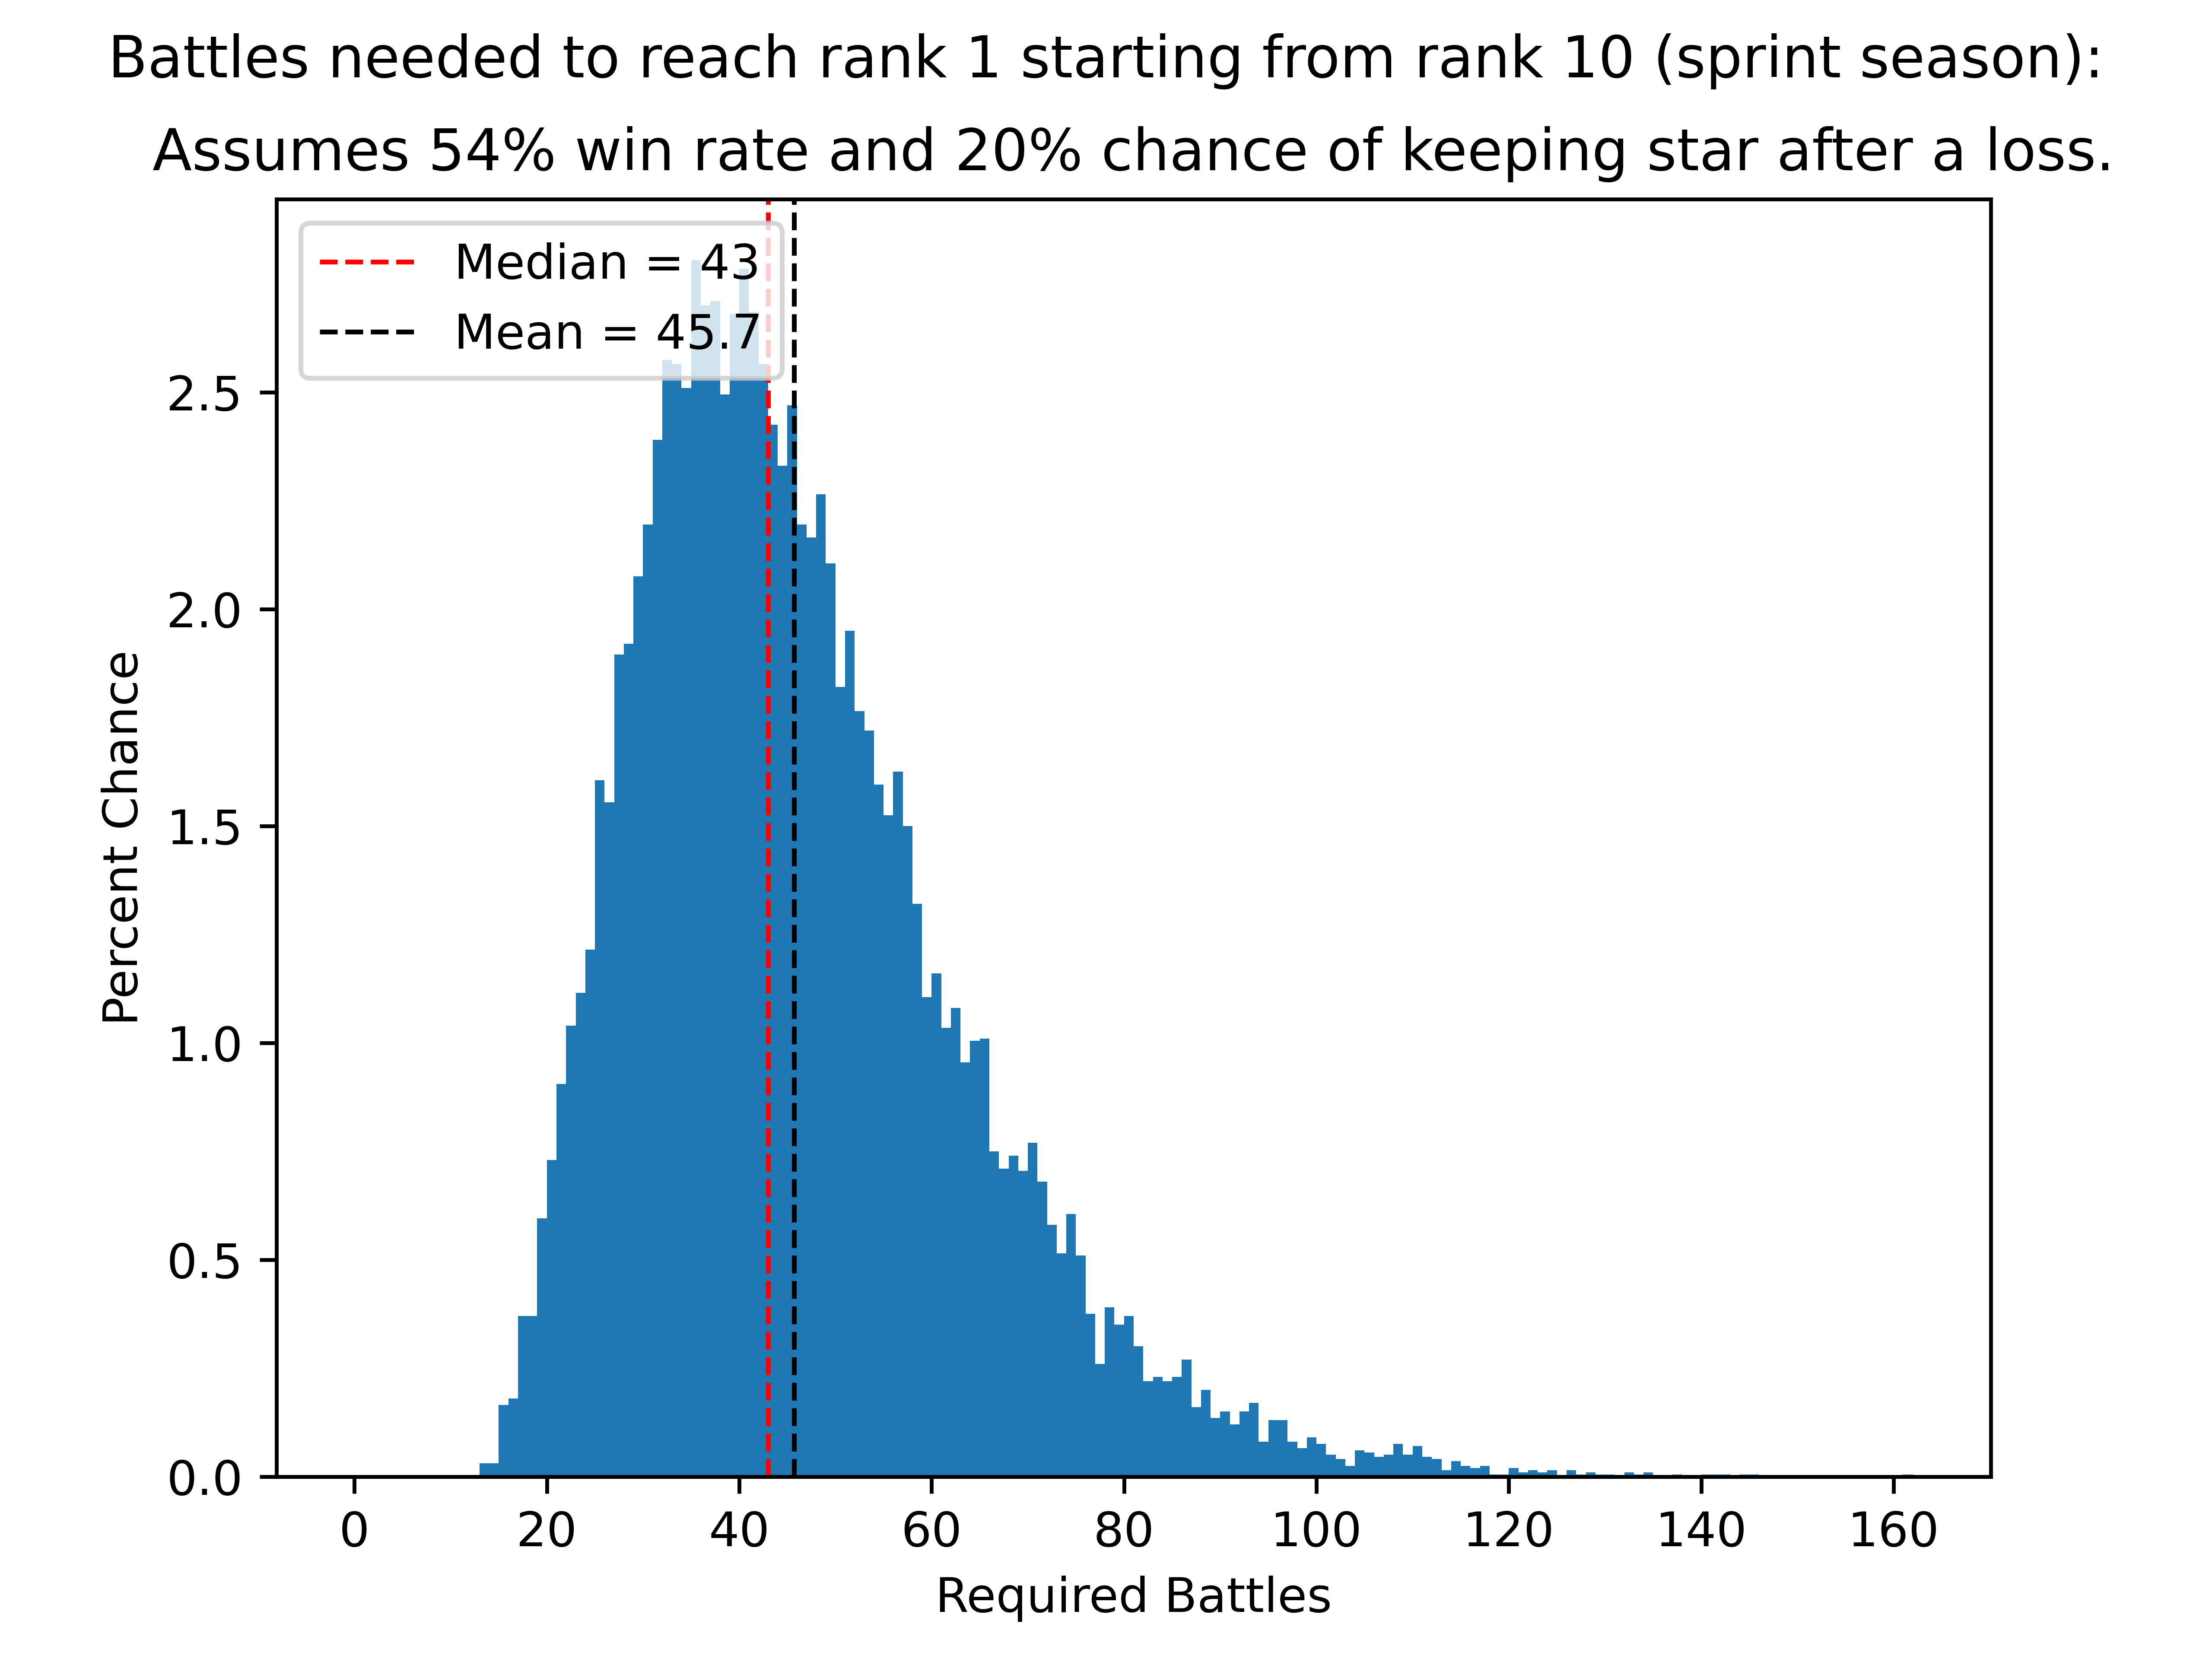 Battles needed to reach rank 1 starting from rank 10 (sprint season):
Assumes 54% win rate and 20% chance of keeping star after a loss.
Median = 43
Mean = 45.7
2.5
2.0
1.5
1.0
0.5
0.0
Percent Chance
0 20 40 60 80 100 120 140 160
Required Battles